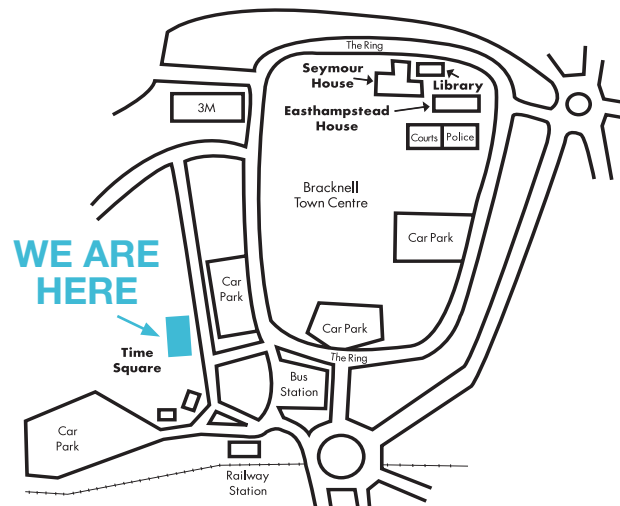 The Ring
Seymour
House
Library
3M
Easthampstead
House
Courts
Police
Bracknell
Town Centre
Car Park
WE ARE
HERE
Car
Park
Car Park
Time
Square
The Ring
Bus
Station
Car
Park
Railway
Station